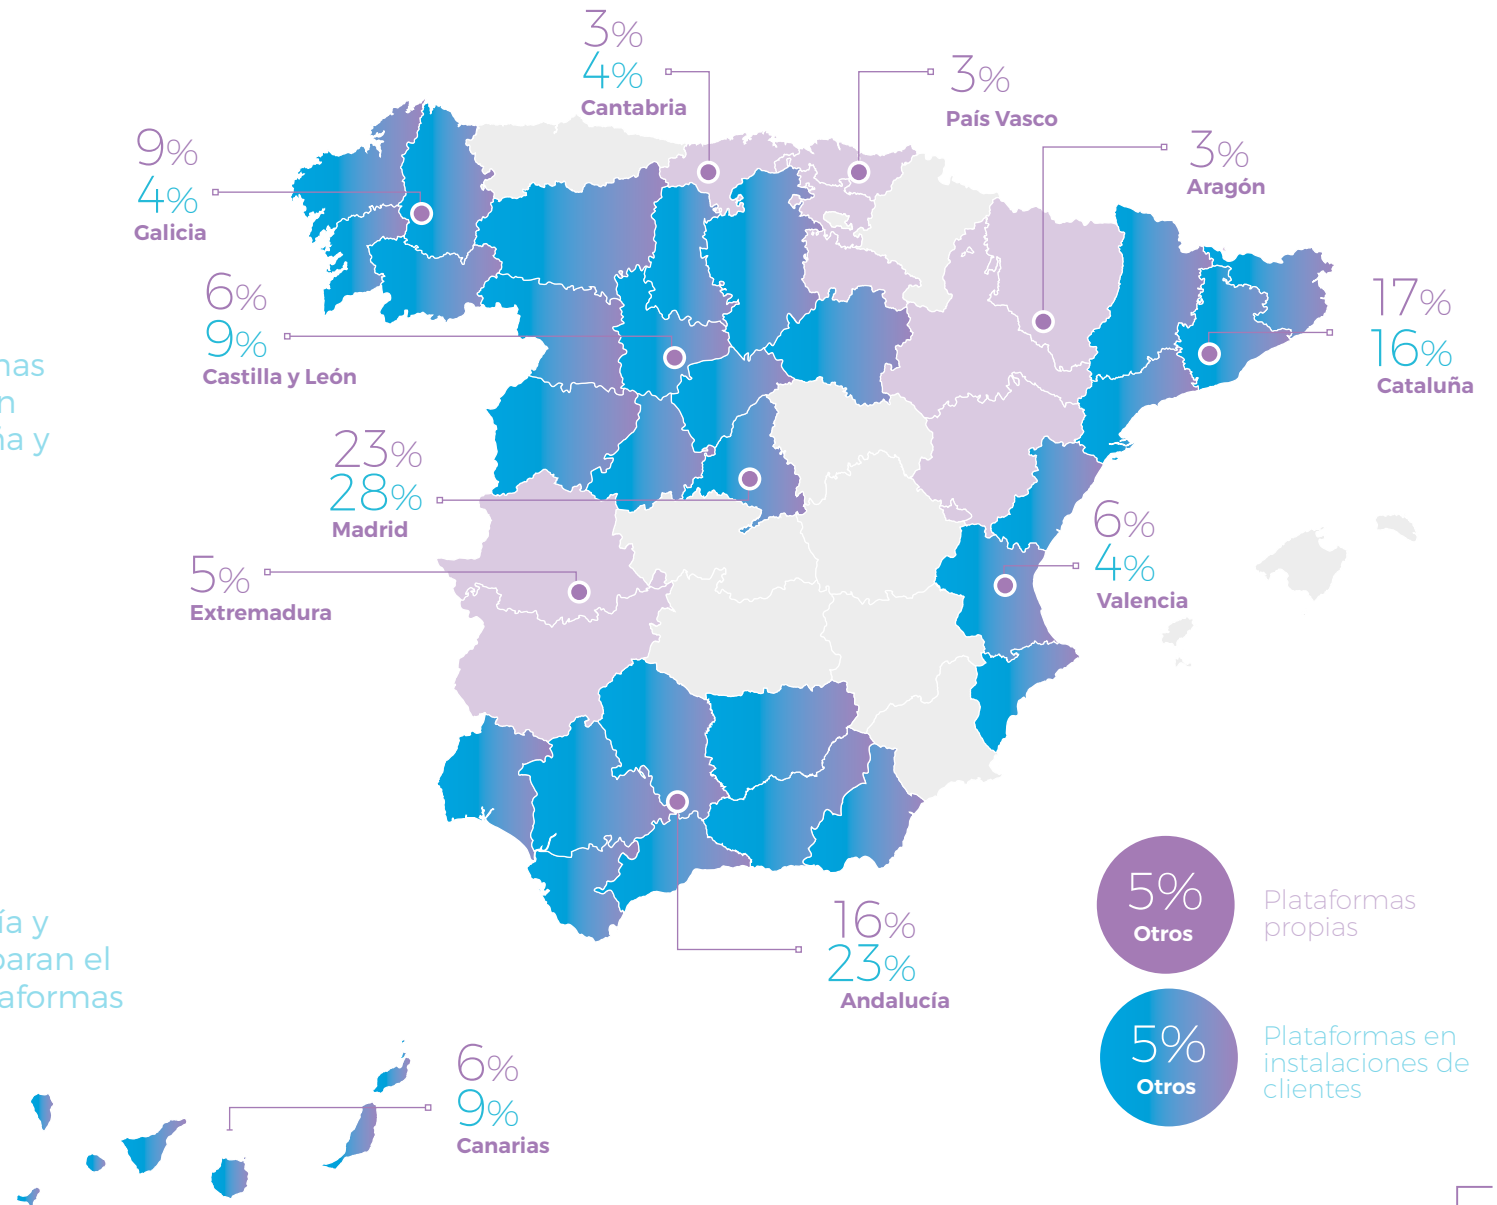 3%
4%
Cantabria
3%
País Vasco
3%
Aragón
9%
4%
Galicia
6%
9%
Castilla y León
17%
16%
Cataluña
23%
28%
Madrid
6%
4%
Valencia
5%
Extremadura
16%
23%
Andalucía
6%
9%
Canarias
5%
Otros
Plataformas
propias
5%
Otros
Plataformas en
instalaciones de
clientes
y
y
el